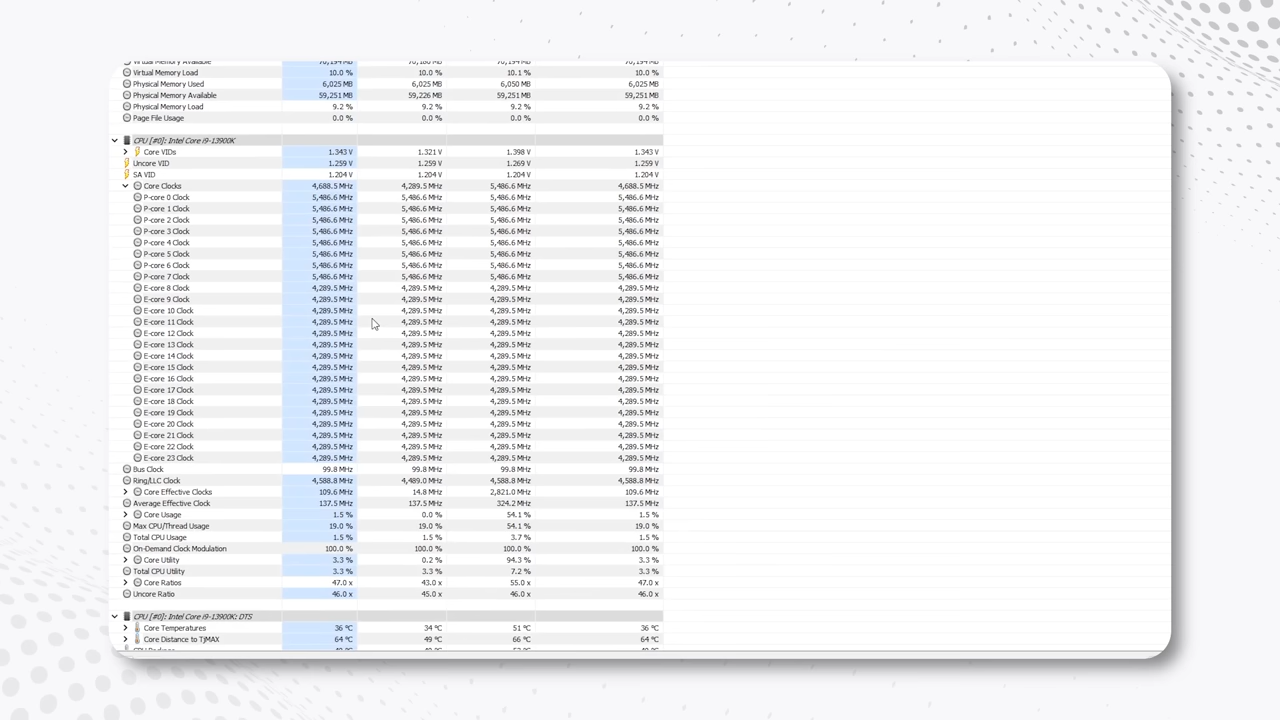 Virtual Memory Available 70,194 MB 70,180 MB 70,194 MB 70,194 MB
Virtual Memory Load 10.0 % 10.0 % 10.1 % 10.0 %
Physical Memory Used 6,025 MB 6,025 MB 6,050 MB 6,025 MB
Physical Memory Available 59,251 MB 59,226 MB 59,251 MB 59,251 MB
Physical Memory Load 9.2 % 9.2 % 9.2 % 9.2 %
Page File Usage 0.0 % 0.0 % 0.0 % 0.0 %
CPU [#0]: Intel Core i9-13900K
Core VIDs 1.343 V 1.321 V 1.398 V 1.343 V
Uncore VID 1.259 V 1.259 V 1.269 V 1.259 V
SA VID 1.204 V 1.204 V 1.204 V 1.204 V
Core Clocks 4,688.5 MHz 4,289.5 MHz 5,486.6 MHz 4,688.5 MHz
P-core 0 Clock 5,486.6 MHz 5,486.6 MHz 5,486.6 MHz 5,486.6 MHz
P-core 1 Clock 5,486.6 MHz 5,486.6 MHz 5,486.6 MHz 5,486.6 MHz
P-core 2 Clock 5,486.6 MHz 5,486.6 MHz 5,486.6 MHz 5,486.6 MHz
P-core 3 Clock 5,486.6 MHz 5,486.6 MHz 5,486.6 MHz 5,486.6 MHz
P-core 4 Clock 5,486.6 MHz 5,486.6 MHz 5,486.6 MHz 5,486.6 MHz
P-core 5 Clock 5,486.6 MHz 5,486.6 MHz 5,486.6 MHz 5,486.6 MHz
P-core 6 Clock 5,486.6 MHz 5,486.6 MHz 5,486.6 MHz 5,486.6 MHz
P-core 7 Clock 5,486.6 MHz 5,486.6 MHz 5,486.6 MHz 5,486.6 MHz
E-core 8 Clock 4,289.5 MHz 4,289.5 MHz 4,289.5 MHz 4,289.5 MHz
E-core 9 Clock 4,289.5 MHz 4,289.5 MHz 4,289.5 MHz 4,289.5 MHz
E-core 10 Clock 4,289.5 MHz 4,289.5 MHz 4,289.5 MHz 4,289.5 MHz
E-core 11 Clock 4,289.5 MHz 4,289.5 MHz 4,289.5 MHz 4,289.5 MHz
E-core 12 Clock 4,289.5 MHz 4,289.5 MHz 4,289.5 MHz 4,289.5 MHz
E-core 13 Clock 4,289.5 MHz 4,289.5 MHz 4,289.5 MHz 4,289.5 MHz
E-core 14 Clock 4,289.5 MHz 4,289.5 MHz 4,289.5 MHz 4,289.5 MHz
E-core 15 Clock 4,289.5 MHz 4,289.5 MHz 4,289.5 MHz 4,289.5 MHz
E-core 16 Clock 4,289.5 MHz 4,289.5 MHz 4,289.5 MHz 4,289.5 MHz
E-core 17 Clock 4,289.5 MHz 4,289.5 MHz 4,289.5 MHz 4,289.5 MHz
E-core 18 Clock 4,289.5 MHz 4,289.5 MHz 4,289.5 MHz 4,289.5 MHz
E-core 19 Clock 4,289.5 MHz 4,289.5 MHz 4,289.5 MHz 4,289.5 MHz
E-core 20 Clock 4,289.5 MHz 4,289.5 MHz 4,289.5 MHz 4,289.5 MHz
E-core 21 Clock 4,289.5 MHz 4,289.5 MHz 4,289.5 MHz 4,289.5 MHz
E-core 22 Clock 4,289.5 MHz 4,289.5 MHz 4,289.5 MHz 4,289.5 MHz
E-core 23 Clock 4,289.5 MHz 4,289.5 MHz 4,289.5 MHz 4,289.5 MHz
Bus Clock 99.8 MHz 99.8 MHz 99.8 MHz 99.8 MHz
Ring/LLC Clock 4,588.8 MHz 4,489.0 MHz 4,588.8 MHz 4,588.8 MHz
Core Effective Clocks 109.6 MHz 14.8 MHz 2,821.0 MHz 109.6 MHz
Average Effective Clock 137.5 MHz 137.5 MHz 324.2 MHz 137.5 MHz
Core Usage 1.5 % 0.0 % 54.1 % 1.5 %
Max CPU/Thread Usage 19.0 % 19.0 % 54.1 % 19.0 %
Total CPU Usage 1.5 % 1.5 % 3.7 % 1.5 %
On-Demand Clock Modulation 100.0 % 100.0 % 100.0 % 100.0 %
Core Utility 3.3 % 0.2 % 94.3 % 3.3 %
Total CPU Utility 3.3 % 3.3 % 7.2 % 3.3 %
Core Ratios 47.0 x 43.0 x 55.0 x 47.0 x
Uncore Ratio 46.0 x 45.0 x 46.0 x 46.0 x
CPU [#0]: Intel Core i9-13900K: DTS
Core Temperatures 36 °C 34 °C 51 °C 36 °C
Core Distance to TjMAX 64 °C 49 °C 66 °C 64 °C